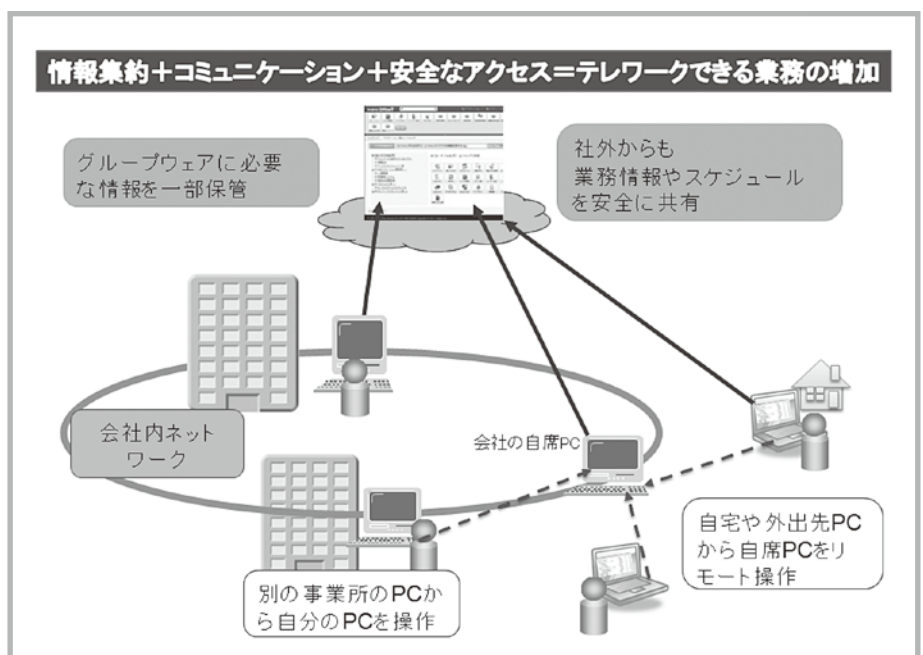 情報集約＋コミュニケーション＋安全なアクセス＝テレワークできる業務の増加
グループウェアに必要
な情報を一部保管
社外からも
業務情報やスケジュール
を安全に共有
会社内ネット
ワーク
会社の自席PC
別の事業所のPCか
ら自分のPCを操作
自宅や外出先PC
から自席PCをリ
モート操作